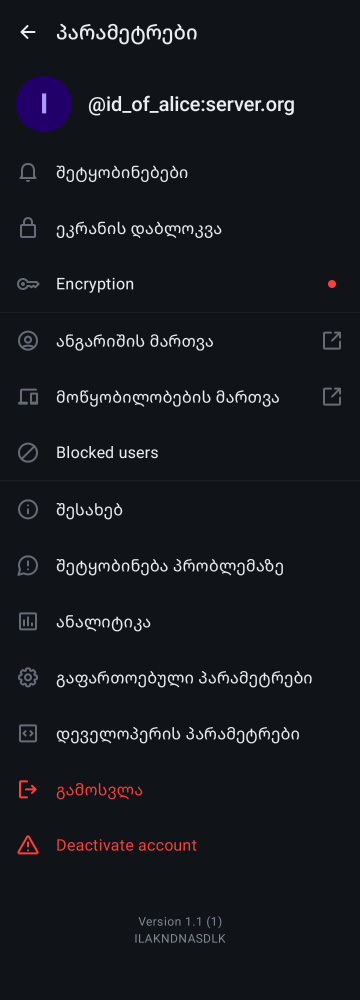 პარამეტრები
I
@id_of_alice:server.org
შეტყობინებები
ეკრანის დაბლოკვა
Encryption
ანგარიშის მართვა
მოწყობილობების მართვა
Blocked users
შესახებ
შეტყობინება პრობლემაზე
ანალიტიკა
გაფართოებული პარამეტრები
დეველოპერის პარამეტრები
გამოსვლა
Deactivate account
Version 1.1 (1)
ILAKNDNASDLK